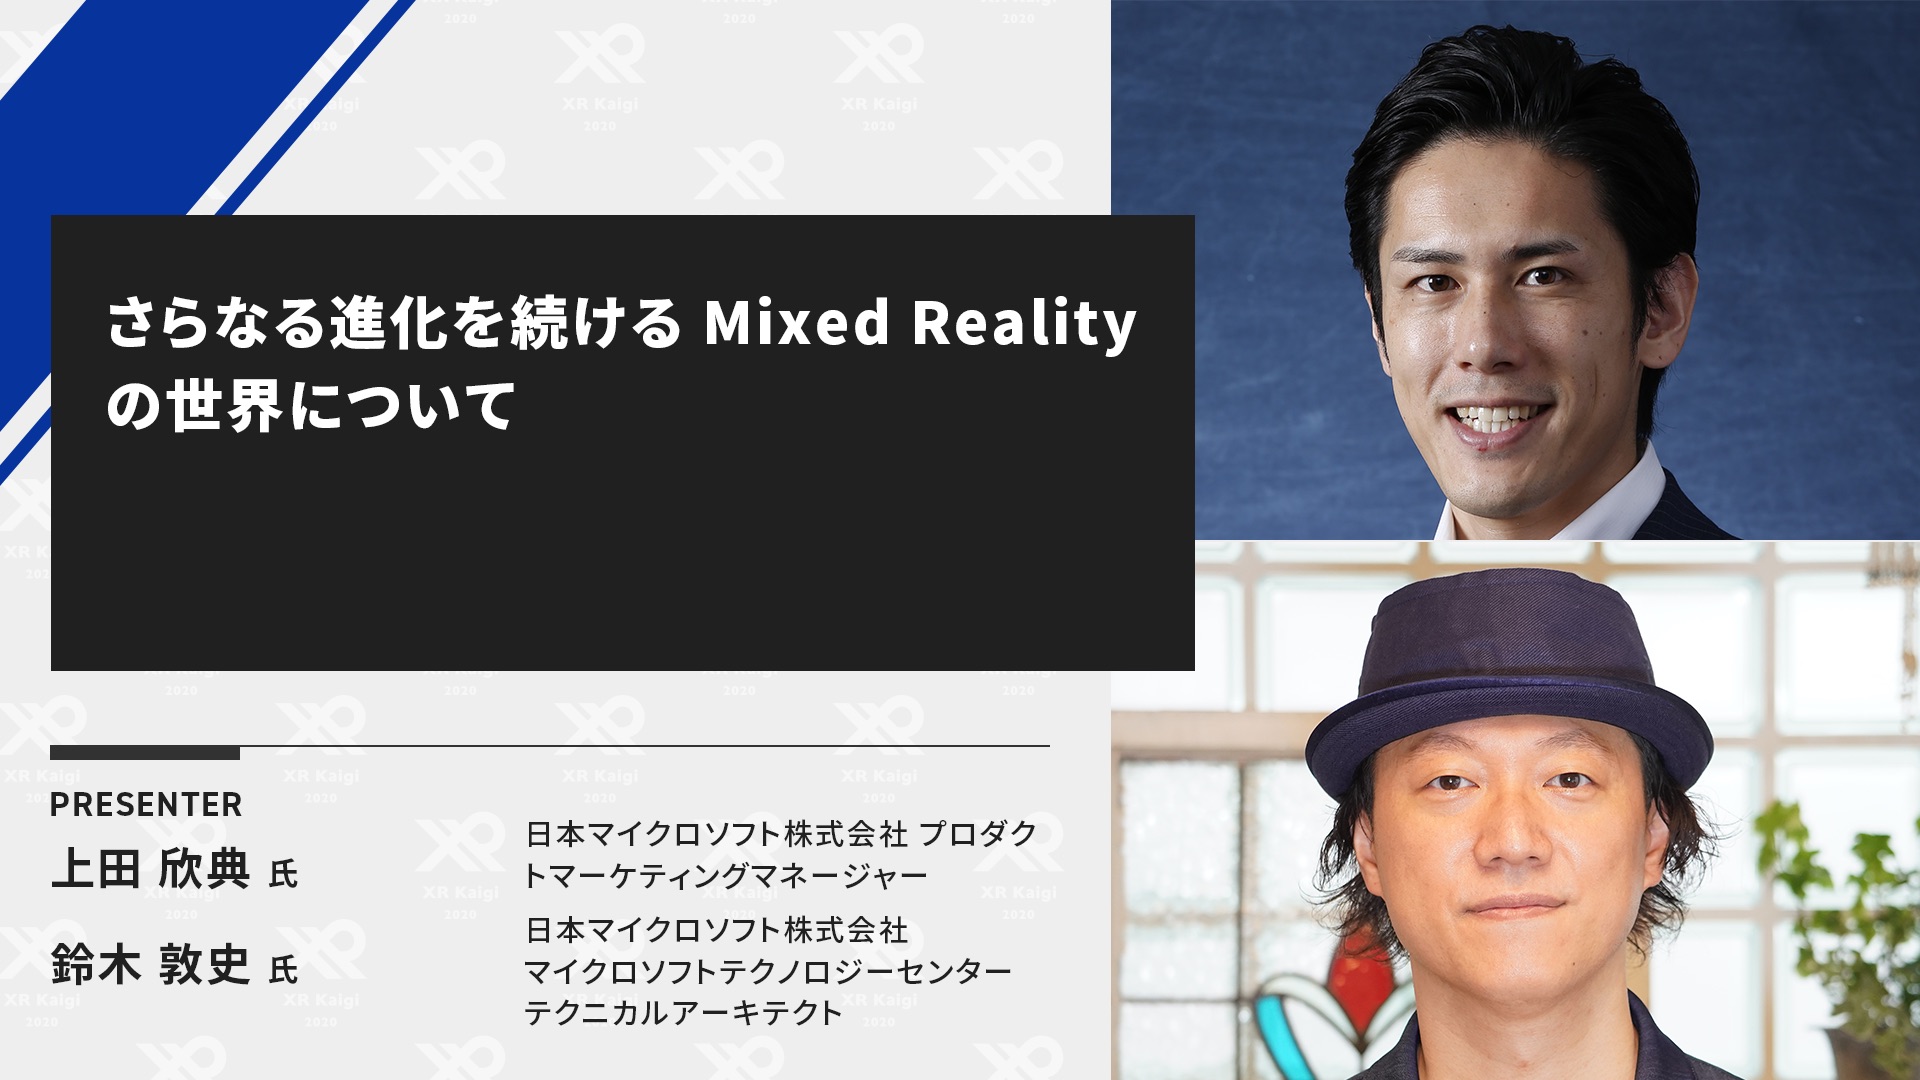 さらなる進化を続ける Mixed Reality
の世界について
PRESENTER
上田 欣典 氏
日本マイクロソフト株式会社 プロダク
トマーケティングマネージャー
鈴木 敦史 氏
日本マイクロソフト株式会社
マイクロソフトテクノロジーセンター
テクニカルアーキテクト
XR Kaigi
2020